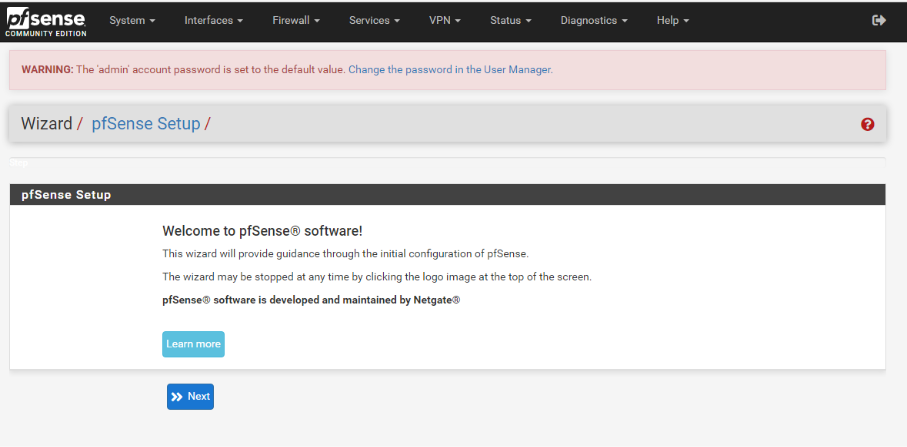 pfsense
COMMUNITY EDITION
System Interfaces Firewall Services VPN Status Diagnostics Help
WARNING: The 'admin' account password is set to the default value. Change the password in the User Manager.
Wizard / pfSense Setup /
Step
pfSense Setup
Welcome to pfSense® software!
This wizard will provide guidance through the initial configuration of pfSense.
The wizard may be stopped at any time by clicking the logo image at the top of the screen.
pfSense® software is developed and maintained by Netgate®
Learn more
Next